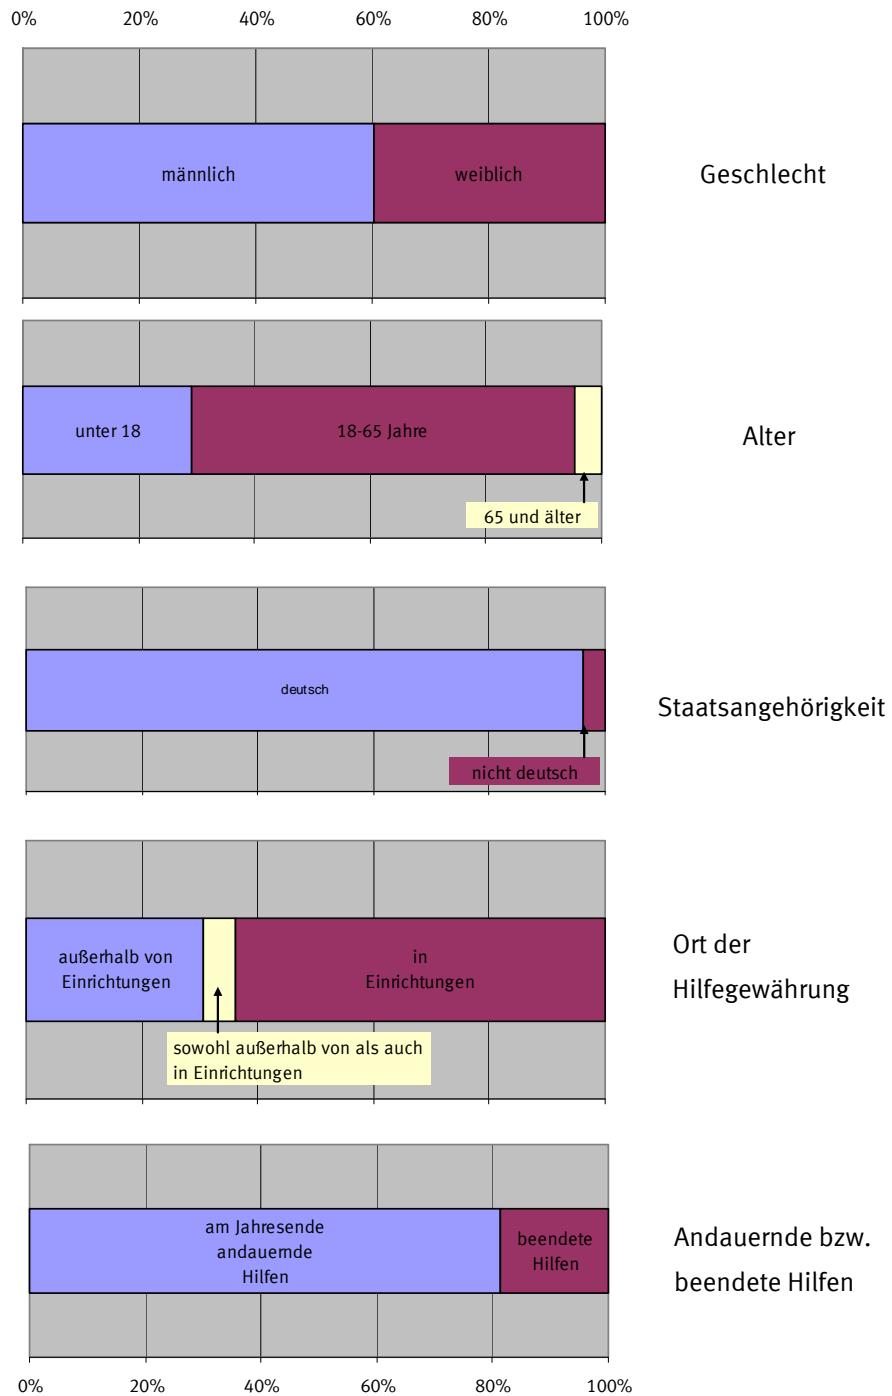 0% 20% 40% 60% 80% 100%
männlich
weiblich
Geschlecht
unter 18
18-65 Jahre
65 und älter
Alter
deutsch
nicht deutsch
Staatsangehörigkeit
außerhalb von
Einrichtungen
in
Einrichtungen
sowohl außerhalb von als auch
in Einrichtungen
Ort der
Hilfegewährung
am Jahresende
andauernde
Hilfen
beendete
Hilfen
Andauernde bzw.
beendete Hilfen
0% 20% 40% 60% 80% 100%